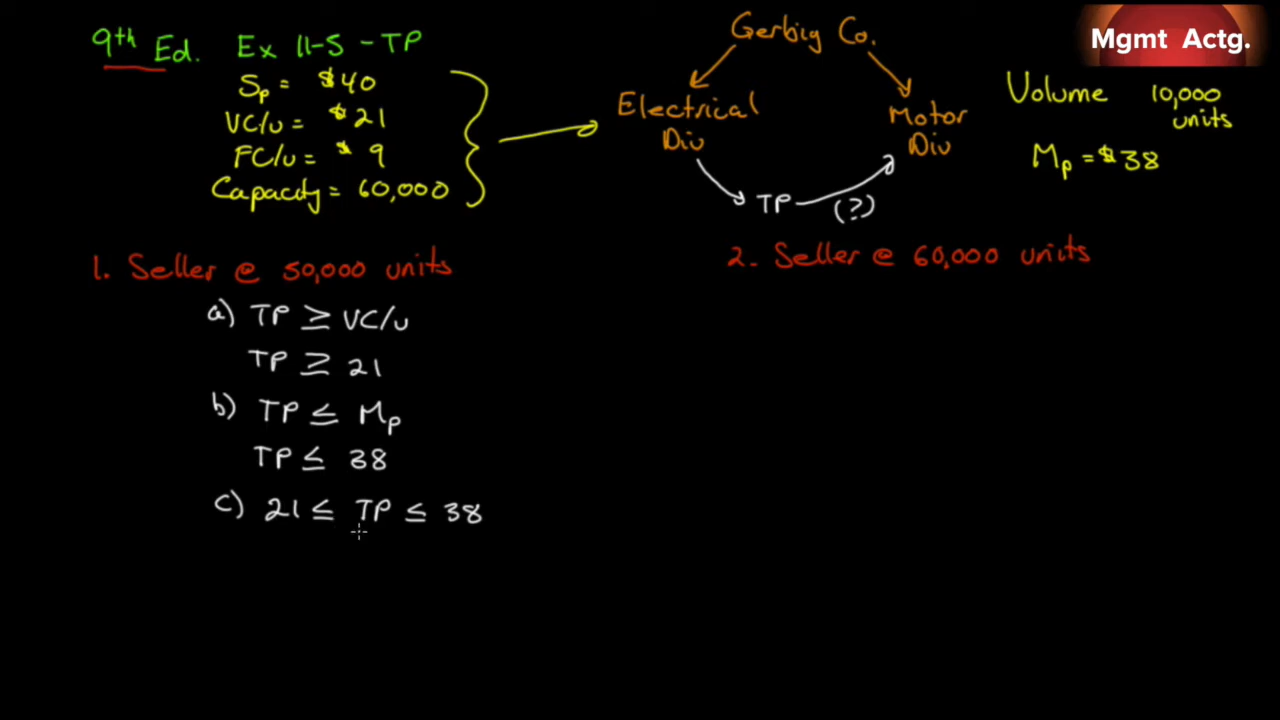 9th Ed. Ex 11-5 - TP
Sp = $40
VC/u = $21
FC/u = $9
Capacity = 60,000
Gerbig Co.
Electrical Div
Motor Div
TP
(?)
Volume 10,000 units
Mp = $38
Mgmt Actg.
1. Seller @ 50,000 units
a) TP ≥ VC/u
TP ≥ 21
b) TP ≤ Mp
TP ≤ 38
c) 21 ≤ TP ≤ 38
2. Seller @ 60,000 units